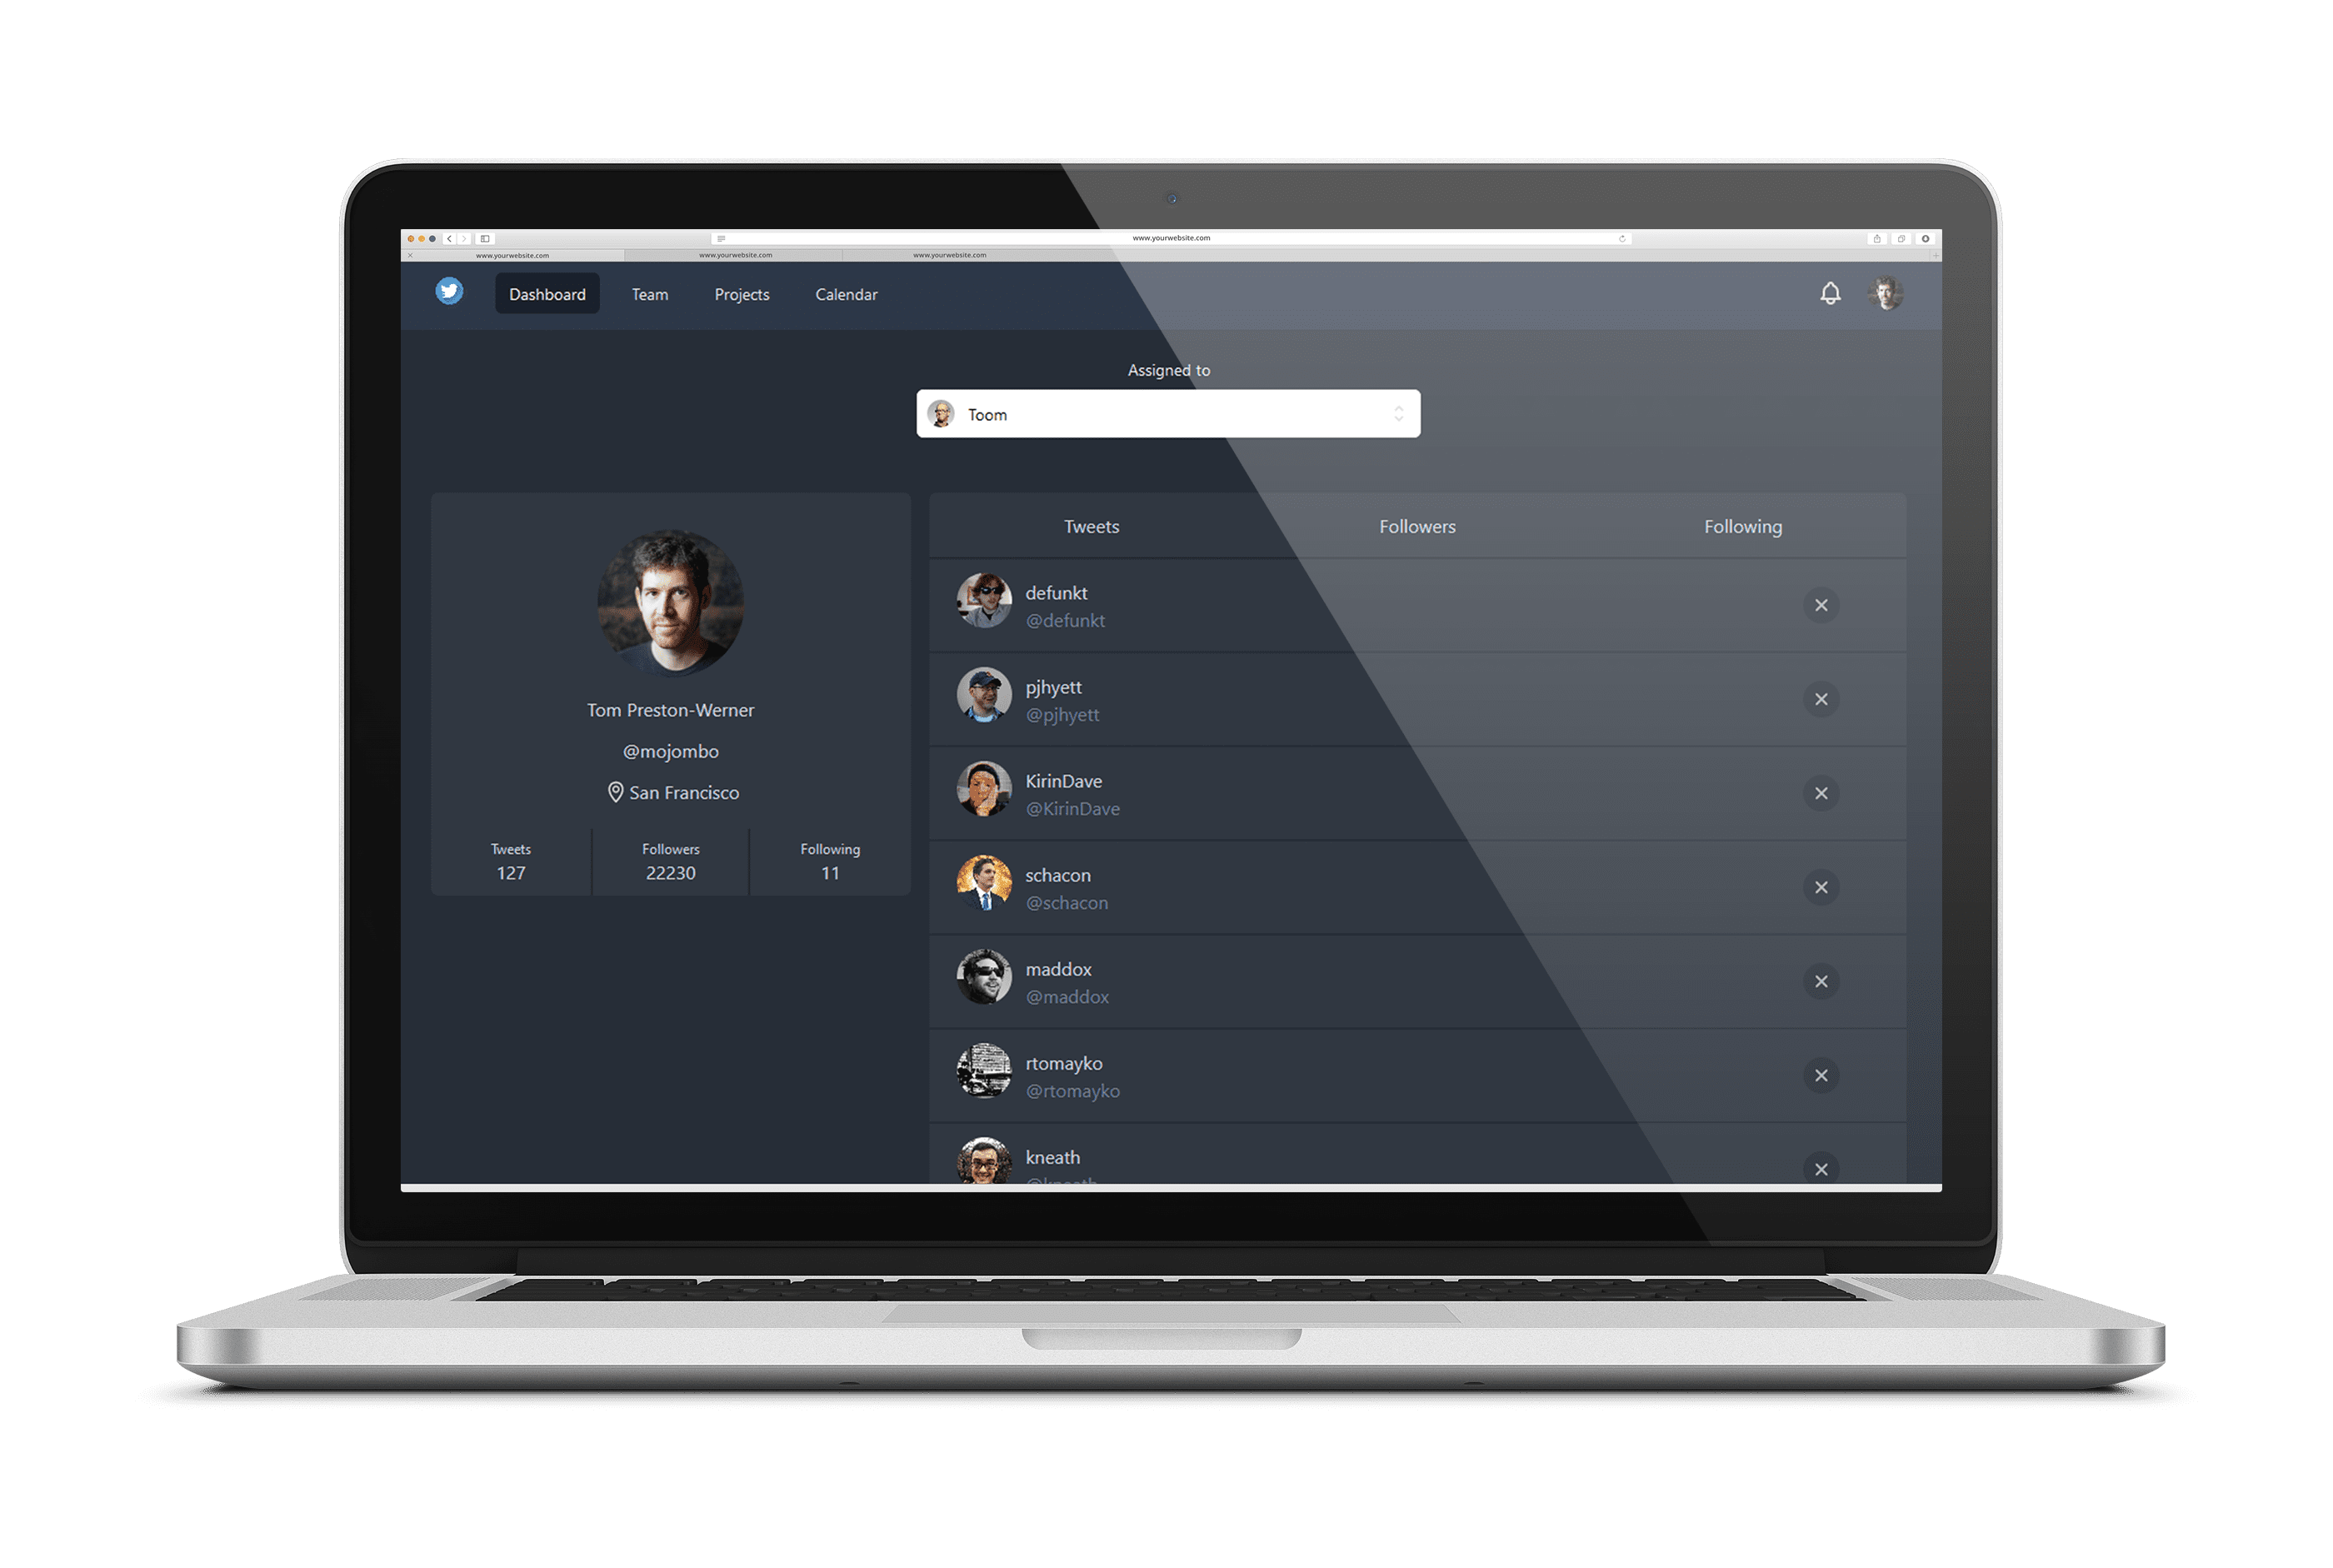 www.yourwebsite.com
www.yourwebsite.com
www.yourwebsite.com
www.yourwebsite.com
Dashboard Team Projects Calendar
Assigned to
Toom
Tom Preston-Werner
@mojombo
San Francisco
Tweets Followers Following
127 22230 11
Tweets Followers Following
defunkt
@defunkt
pjhyett
@pjhyett
KirinDave
@KirinDave
schacon
@schacon
maddox
@maddox
rtomayko
@rtomayko
kneath
@kneath